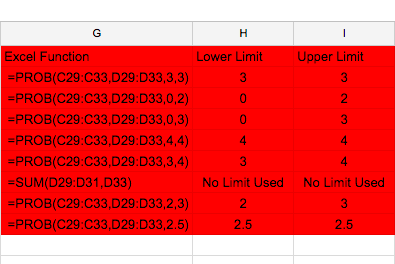 G H I
Excel Function Lower Limit Upper Limit
=PROB(C29:C33,D29:D33,3,3) 3 3
=PROB(C29:C33,D29:D33,0,2) 0 2
=PROB(C29:C33,D29:D33,0,3) 0 3
=PROB(C29:C33,D29:D33,4,4) 4 4
=PROB(C29:C33,D29:D33,3,4) 3 4
=SUM(D29:D31,D33) No Limit Used No Limit Used
=PROB(C29:C33,D29:D33,2,3) 2 3
=PROB(C29:C33,D29:D33,2.5) 2.5 2.5